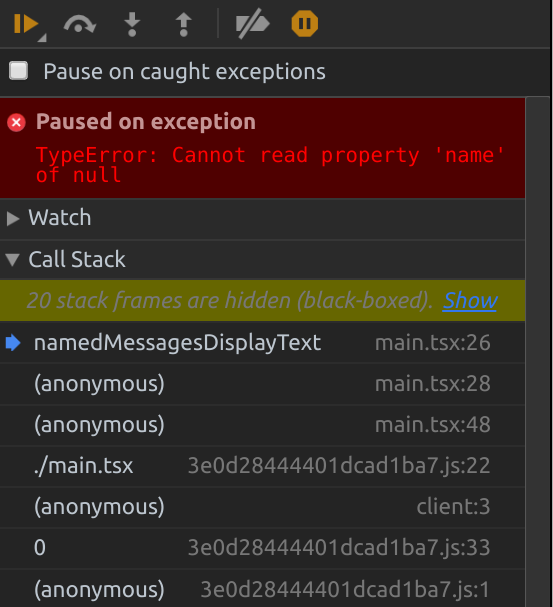 Pause on caught exceptions
Paused on exception
TypeError: Cannot read property 'name'
of null
Watch
Call Stack
20 stack frames are hidden (black-boxed). Show
namedMessagesDisplayText main.tsx:26
(anonymous) main.tsx:28
(anonymous) main.tsx:48
./main.tsx 3e0d28444401dcad1ba7.js:22
(anonymous) client:3
0 3e0d28444401dcad1ba7.js:33
(anonymous) 3e0d28444401dcad1ba7.js:1